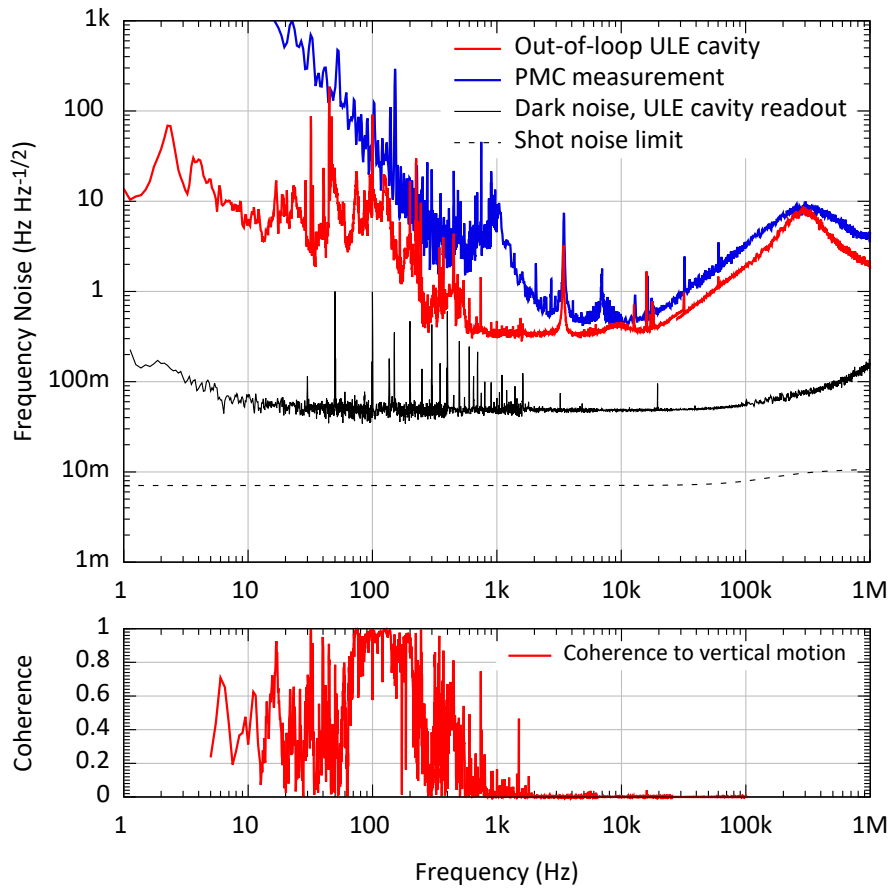 1k
100
10
1
100m
10m
1m
Frequency Noise (Hz Hz-1/2)
Out-of-loop ULE cavity
PMC measurement
Dark noise, ULE cavity readout
Shot noise limit
1 10 100 1k 10k 100k 1M
1
0.8
0.6
0.4
0.2
0
Coherence
Coherence to vertical motion
1 10 100 1k 10k 100k 1M
Frequency (Hz)